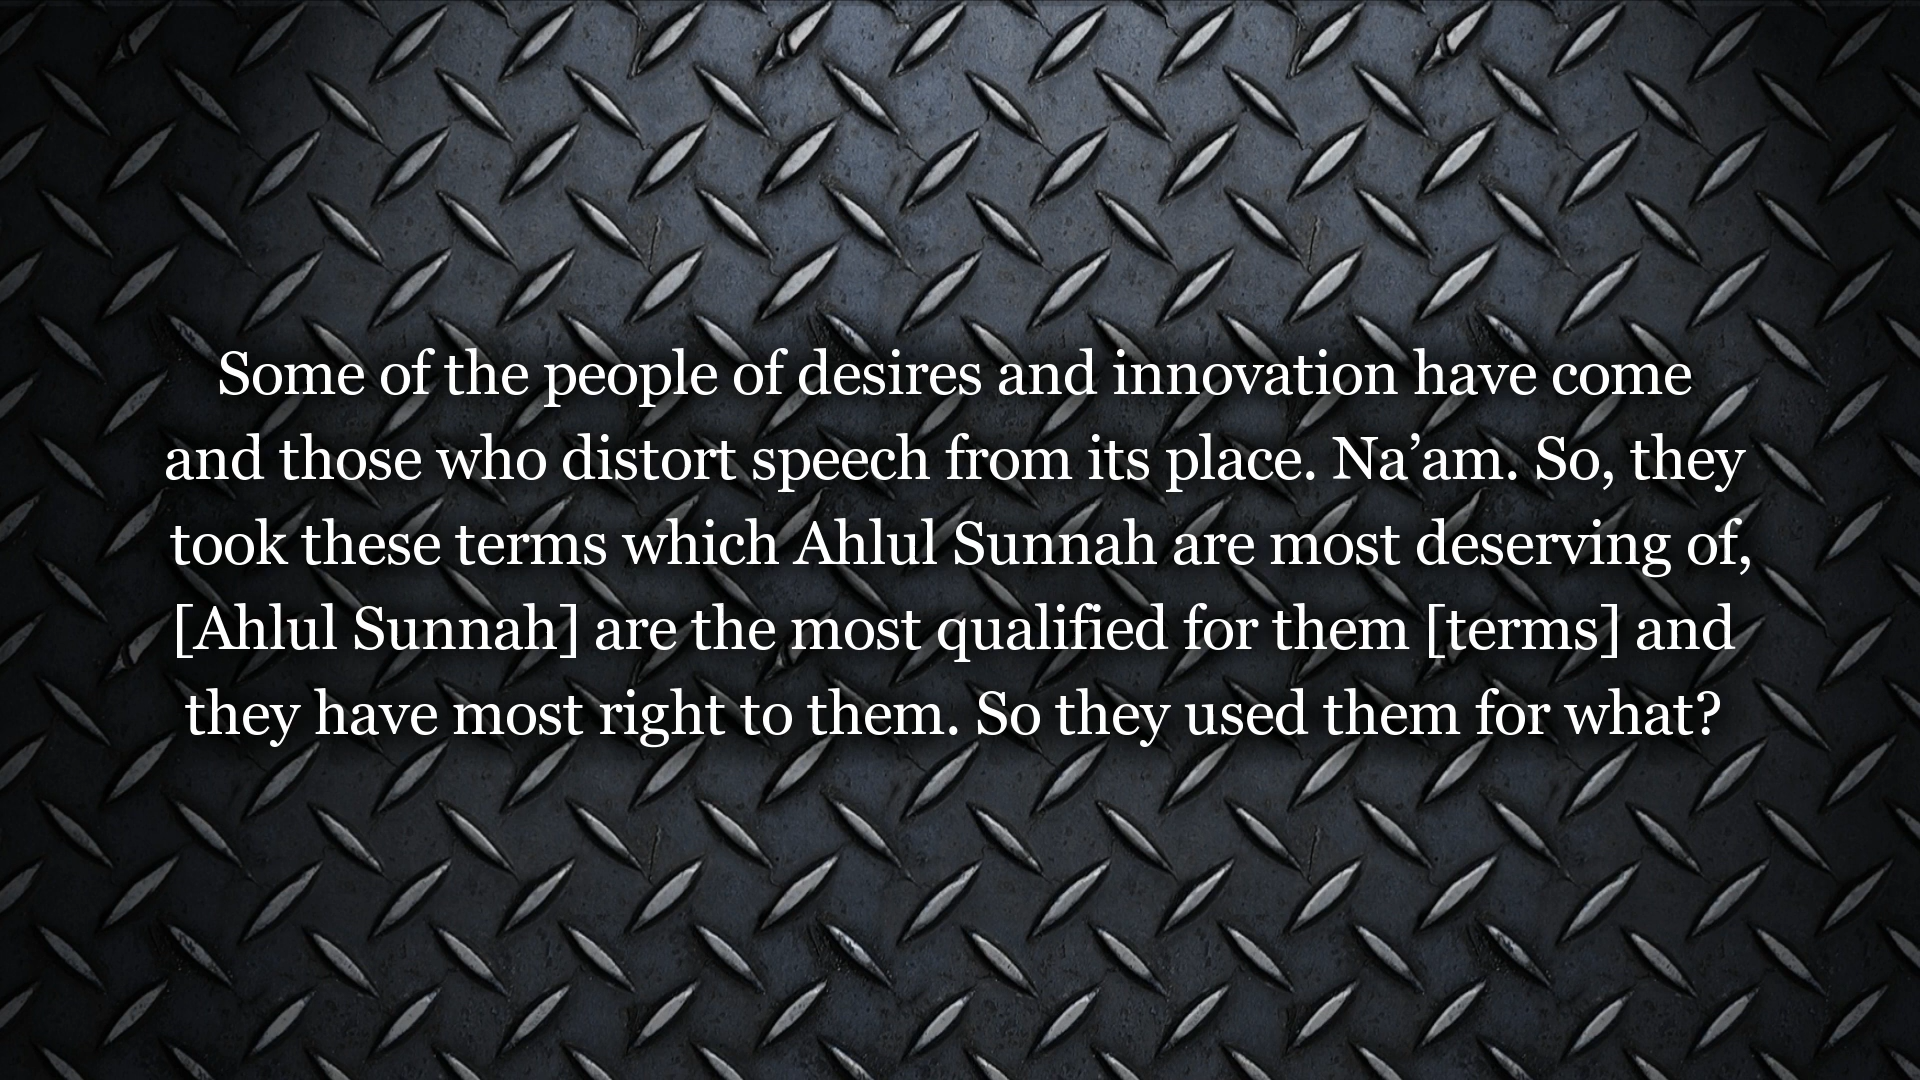 Some of the people of desires and innovation have come
and those who distort speech from its place. Na’am. So, they
took these terms which Ahlul Sunnah are most deserving of,
[Ahlul Sunnah] are the most qualified for them [terms] and
they have most right to them. So they used them for what?